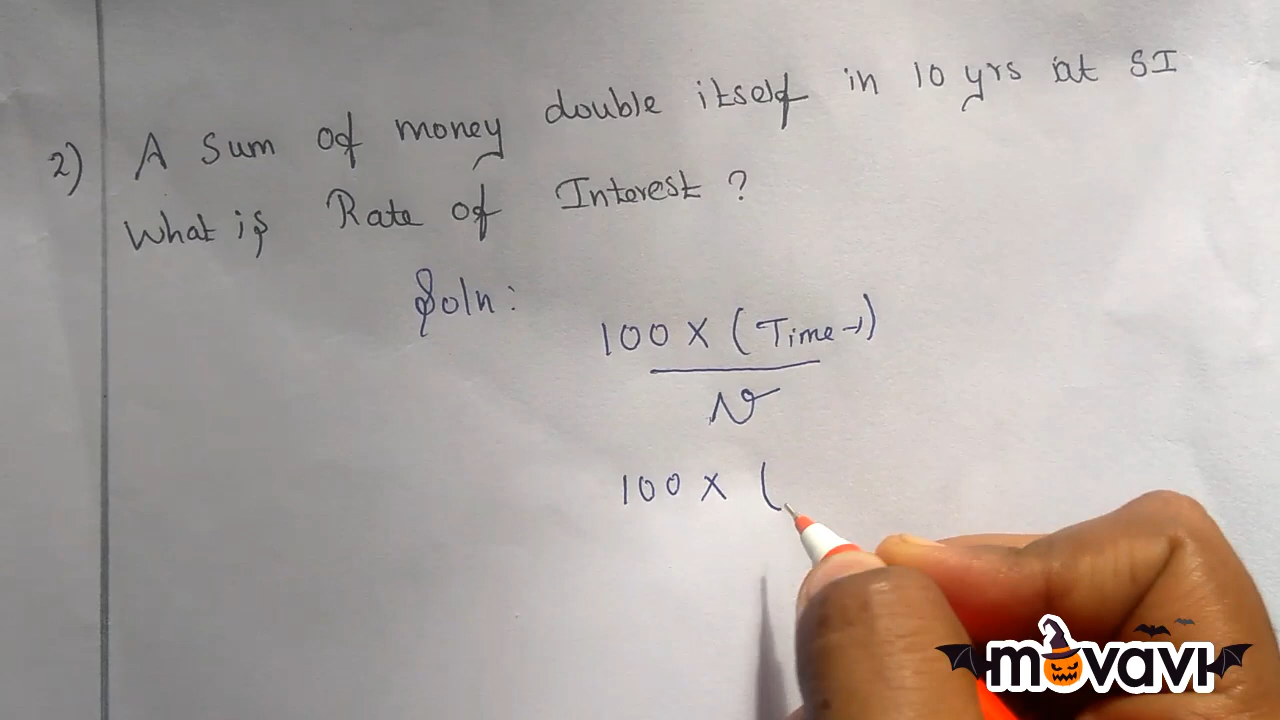 2) A Sum of money double itself in 10 yrs at SI
What is Rate of Interest ?
Soln :
100 X ( Time -1)
N
100 X (
movavi